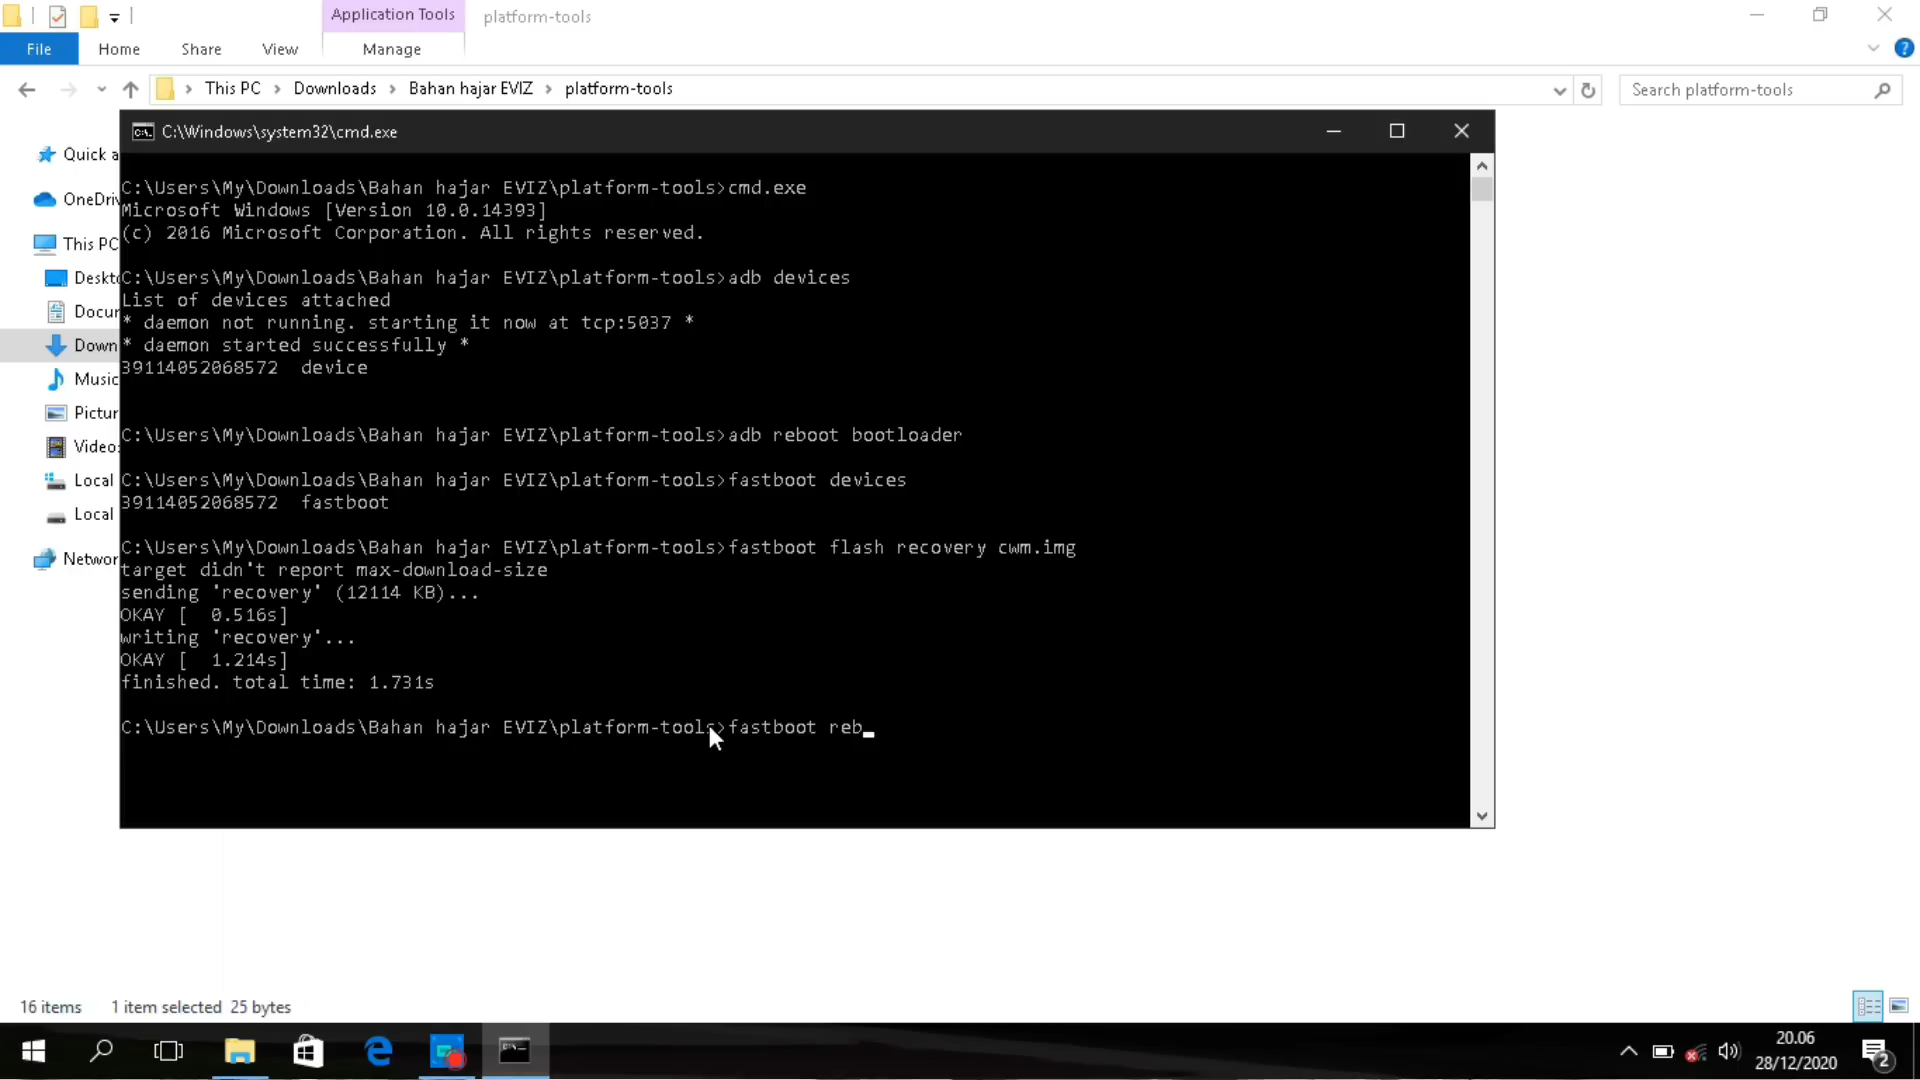 Application Tools
platform-tools
File
Home
Share
View
Manage
This PC
Downloads
Bahan hajar EVIZ
platform-tools
Search platform-tools
C:\Windows\system32\cmd.exe
Quick a
OneDriv
This PC
Deskto
Docum
Down
Music
Pictur
Video:
Local
Local
Networ
C:\Users\My\Downloads\Bahan hajar EVIZ\platform-tools>cmd.exe
Microsoft Windows [Version 10.0.14393]
(c) 2016 Microsoft Corporation. All rights reserved.
C:\Users\My\Downloads\Bahan hajar EVIZ\platform-tools>adb devices
List of devices attached
* daemon not running. starting it now at tcp:5037 *
* daemon started successfully *
39114052068572  device
C:\Users\My\Downloads\Bahan hajar EVIZ\platform-tools>adb reboot bootloader
C:\Users\My\Downloads\Bahan hajar EVIZ\platform-tools>fastboot devices
39114052068572  fastboot
C:\Users\My\Downloads\Bahan hajar EVIZ\platform-tools>fastboot flash recovery cwm.img
target didn't report max-download-size
sending 'recovery' (12114 KB)...
OKAY [  0.516s]
writing 'recovery'...
OKAY [  1.214s]
finished. total time: 1.731s
C:\Users\My\Downloads\Bahan hajar EVIZ\platform-tools>fastboot reb_
16 items
1 item selected 25 bytes
20.06
28/12/2020
2